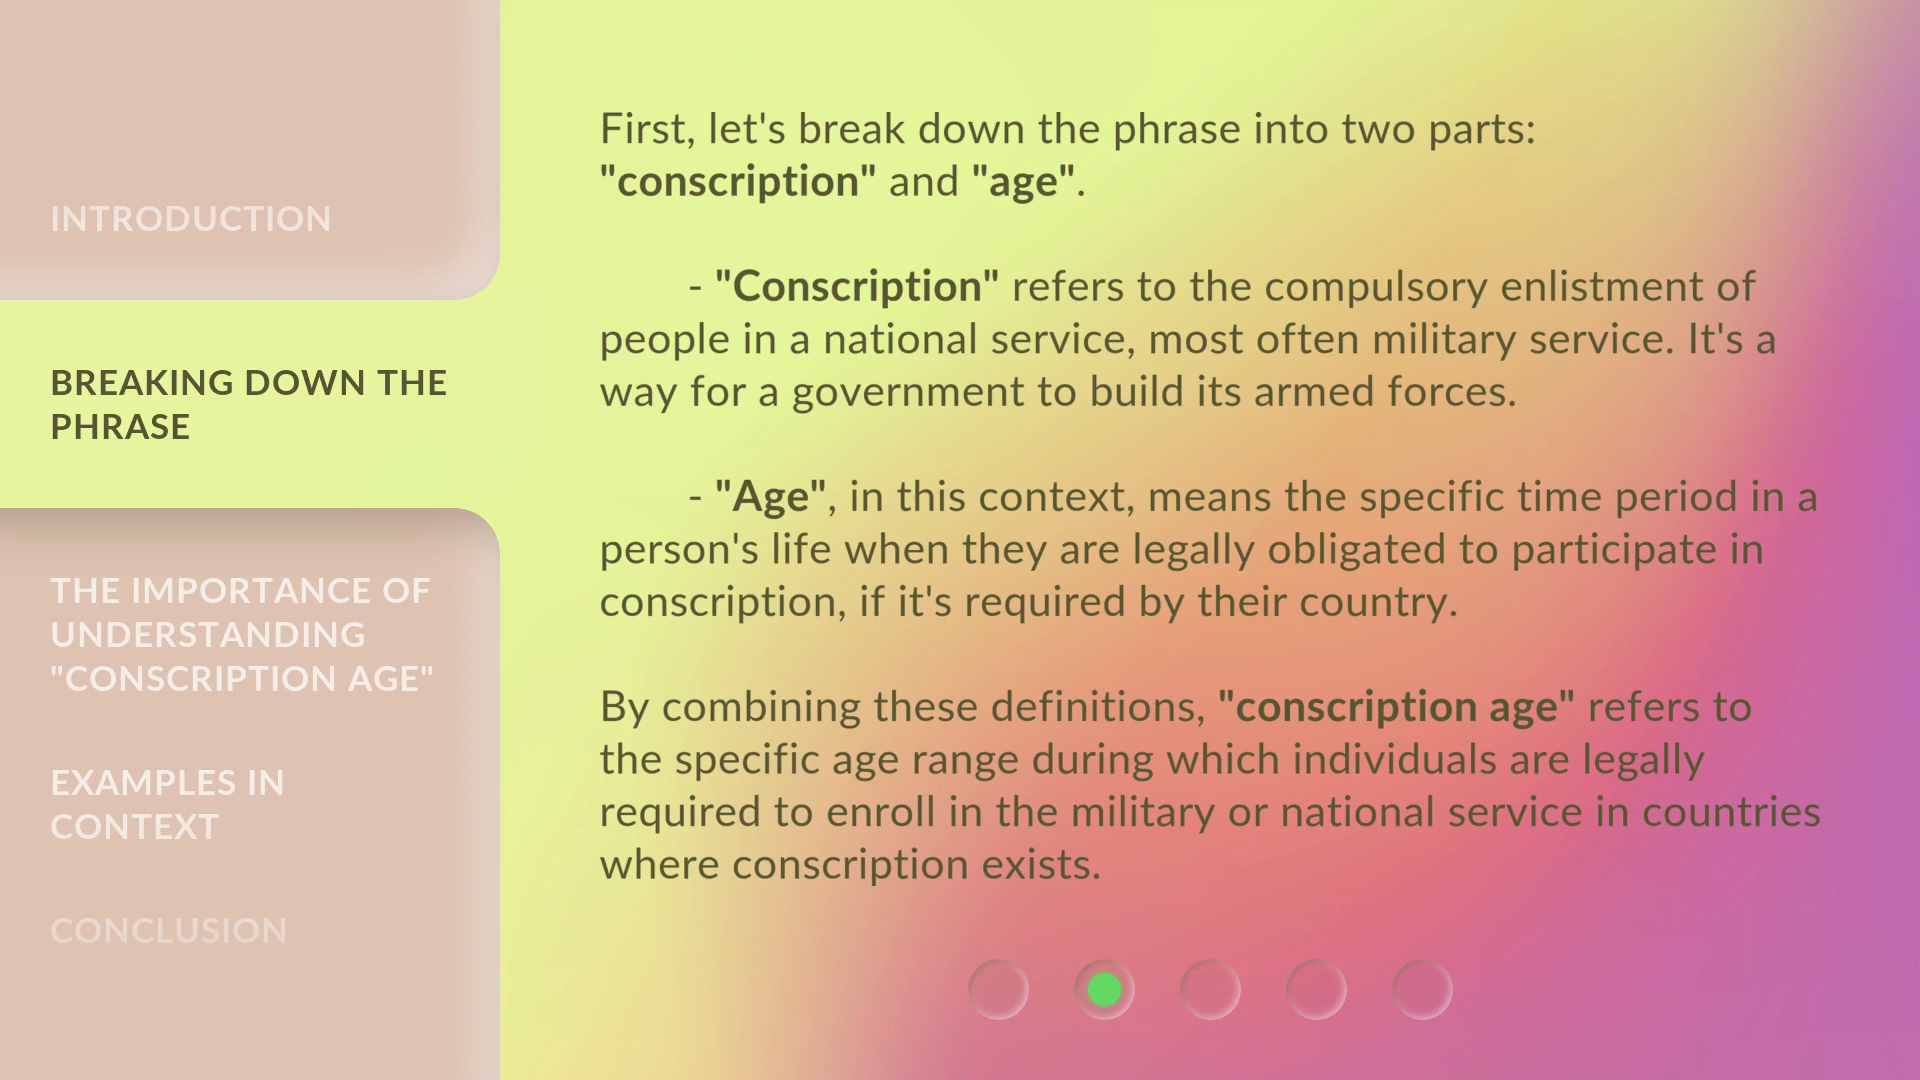 INTRODUCTION
BREAKING DOWN THE
PHRASE
THE IMPORTANCE OF
UNDERSTANDING
"CONSCRIPTION AGE"
EXAMPLES IN
CONTEXT
CONCLUSION
First, let's break down the phrase into two parts:
"conscription" and "age".
- "Conscription" refers to the compulsory enlistment of
people in a national service, most often military service. It's a
way for a government to build its armed forces.
- "Age", in this context, means the specific time period in a
person's life when they are legally obligated to participate in
conscription, if it's required by their country.
By combining these definitions, "conscription age" refers to
the specific age range during which individuals are legally
required to enroll in the military or national service in countries
where conscription exists.